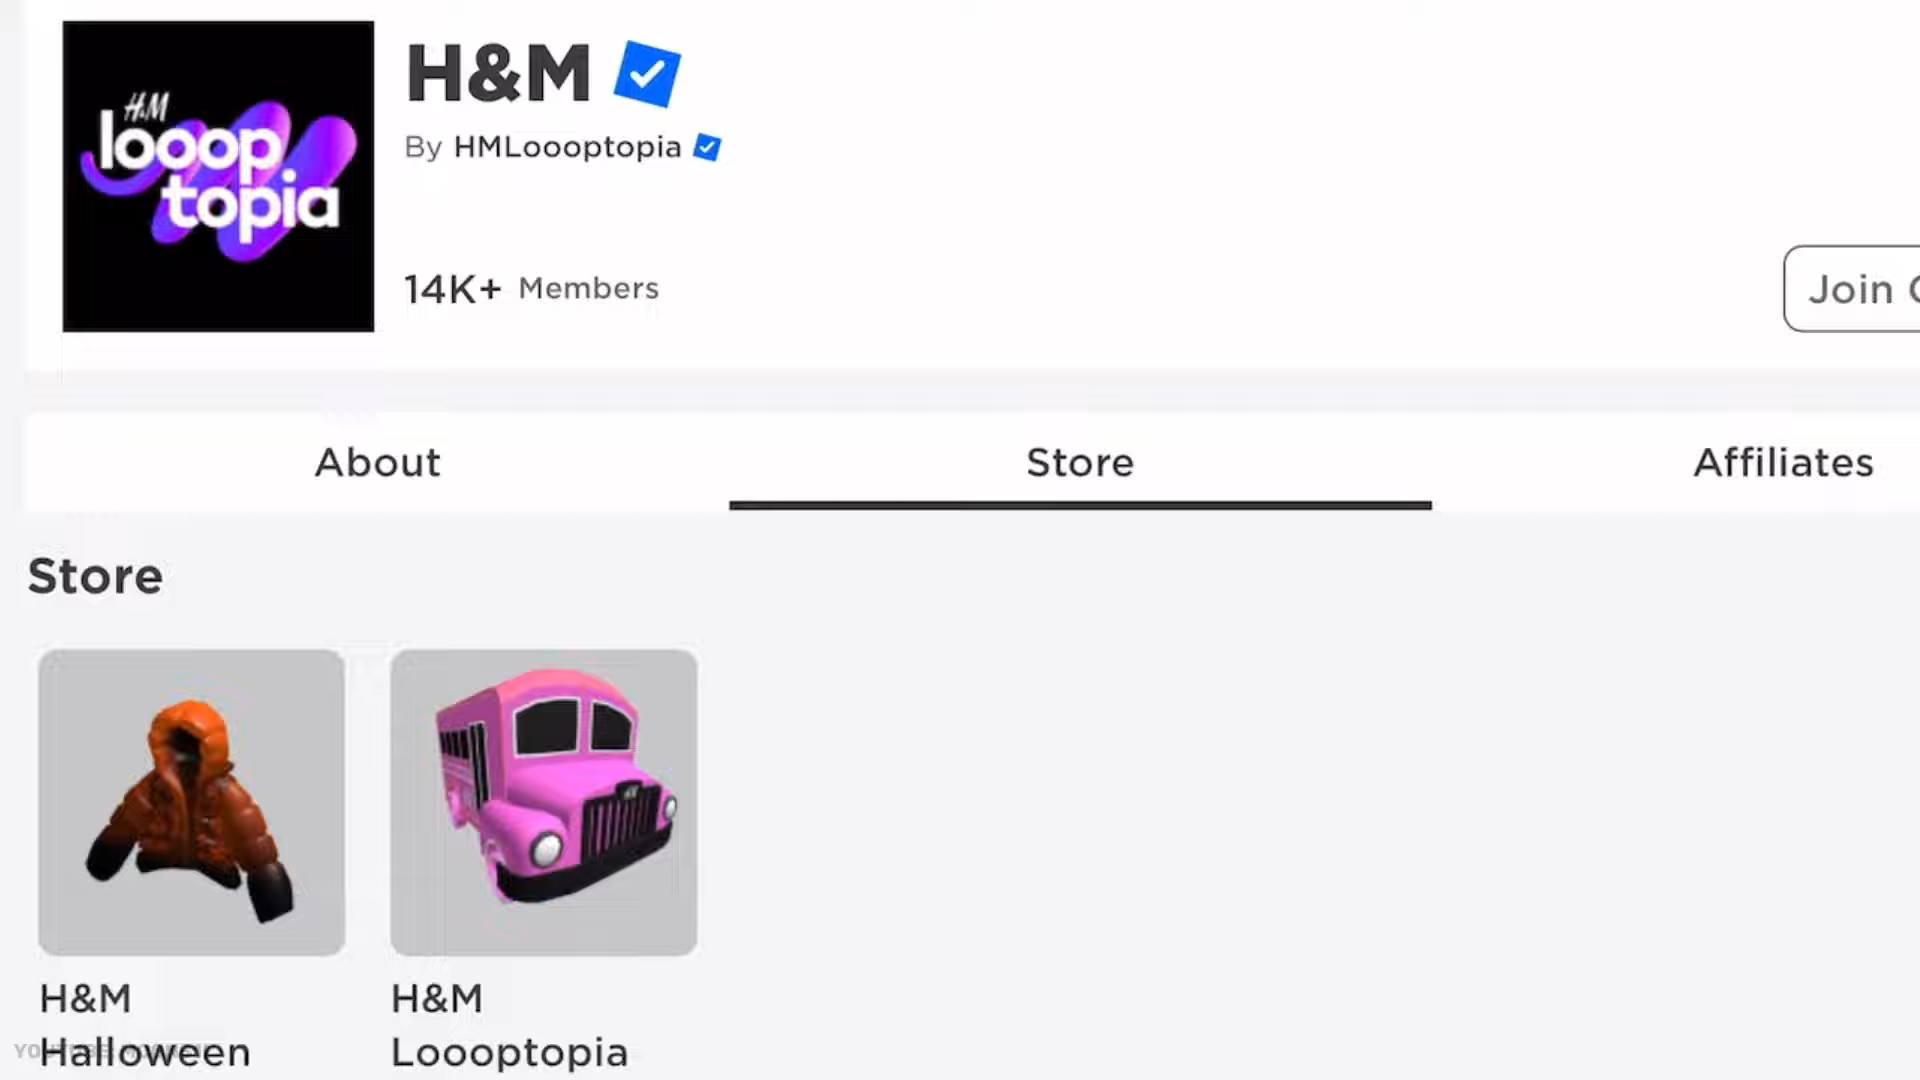 H&M
looop
topia
H&M
By HMLoooptopia
14K+ Members
Join
About
Store
Affiliates
Store
H&M
Halloween
H&M
Loooptopia